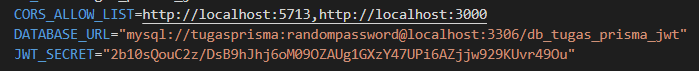 CORS_ALLOW_LIST=http://localhost:5713,http://localhost:3000
DATABASE_URL="mysql://tugasprisma:randompassword@localhost:3306/db_tugas_prisma_jwt"
JWT_SECRET="2b10sQouC2z/DsB9hJhj6oM09OZAUg1GXzY47UPi6AZjjw929KUvr49Ou"